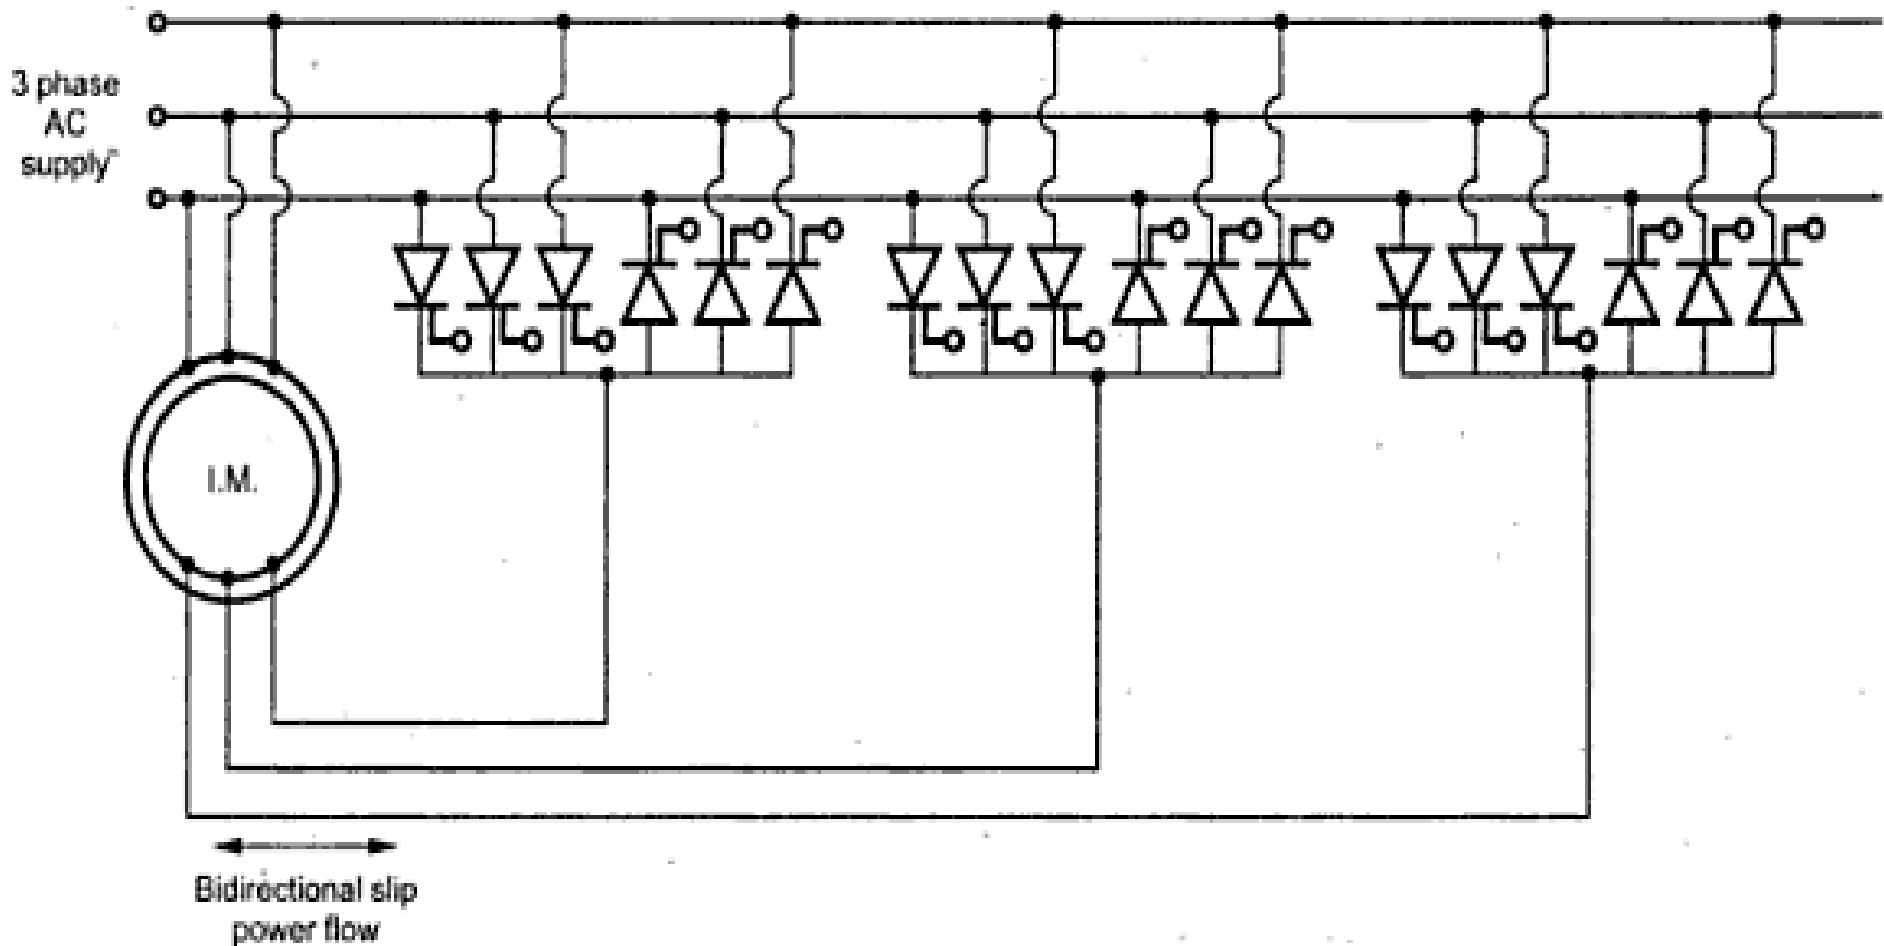 3 phase
AC
supply"
I.M.
Bidirectional slip
power flow